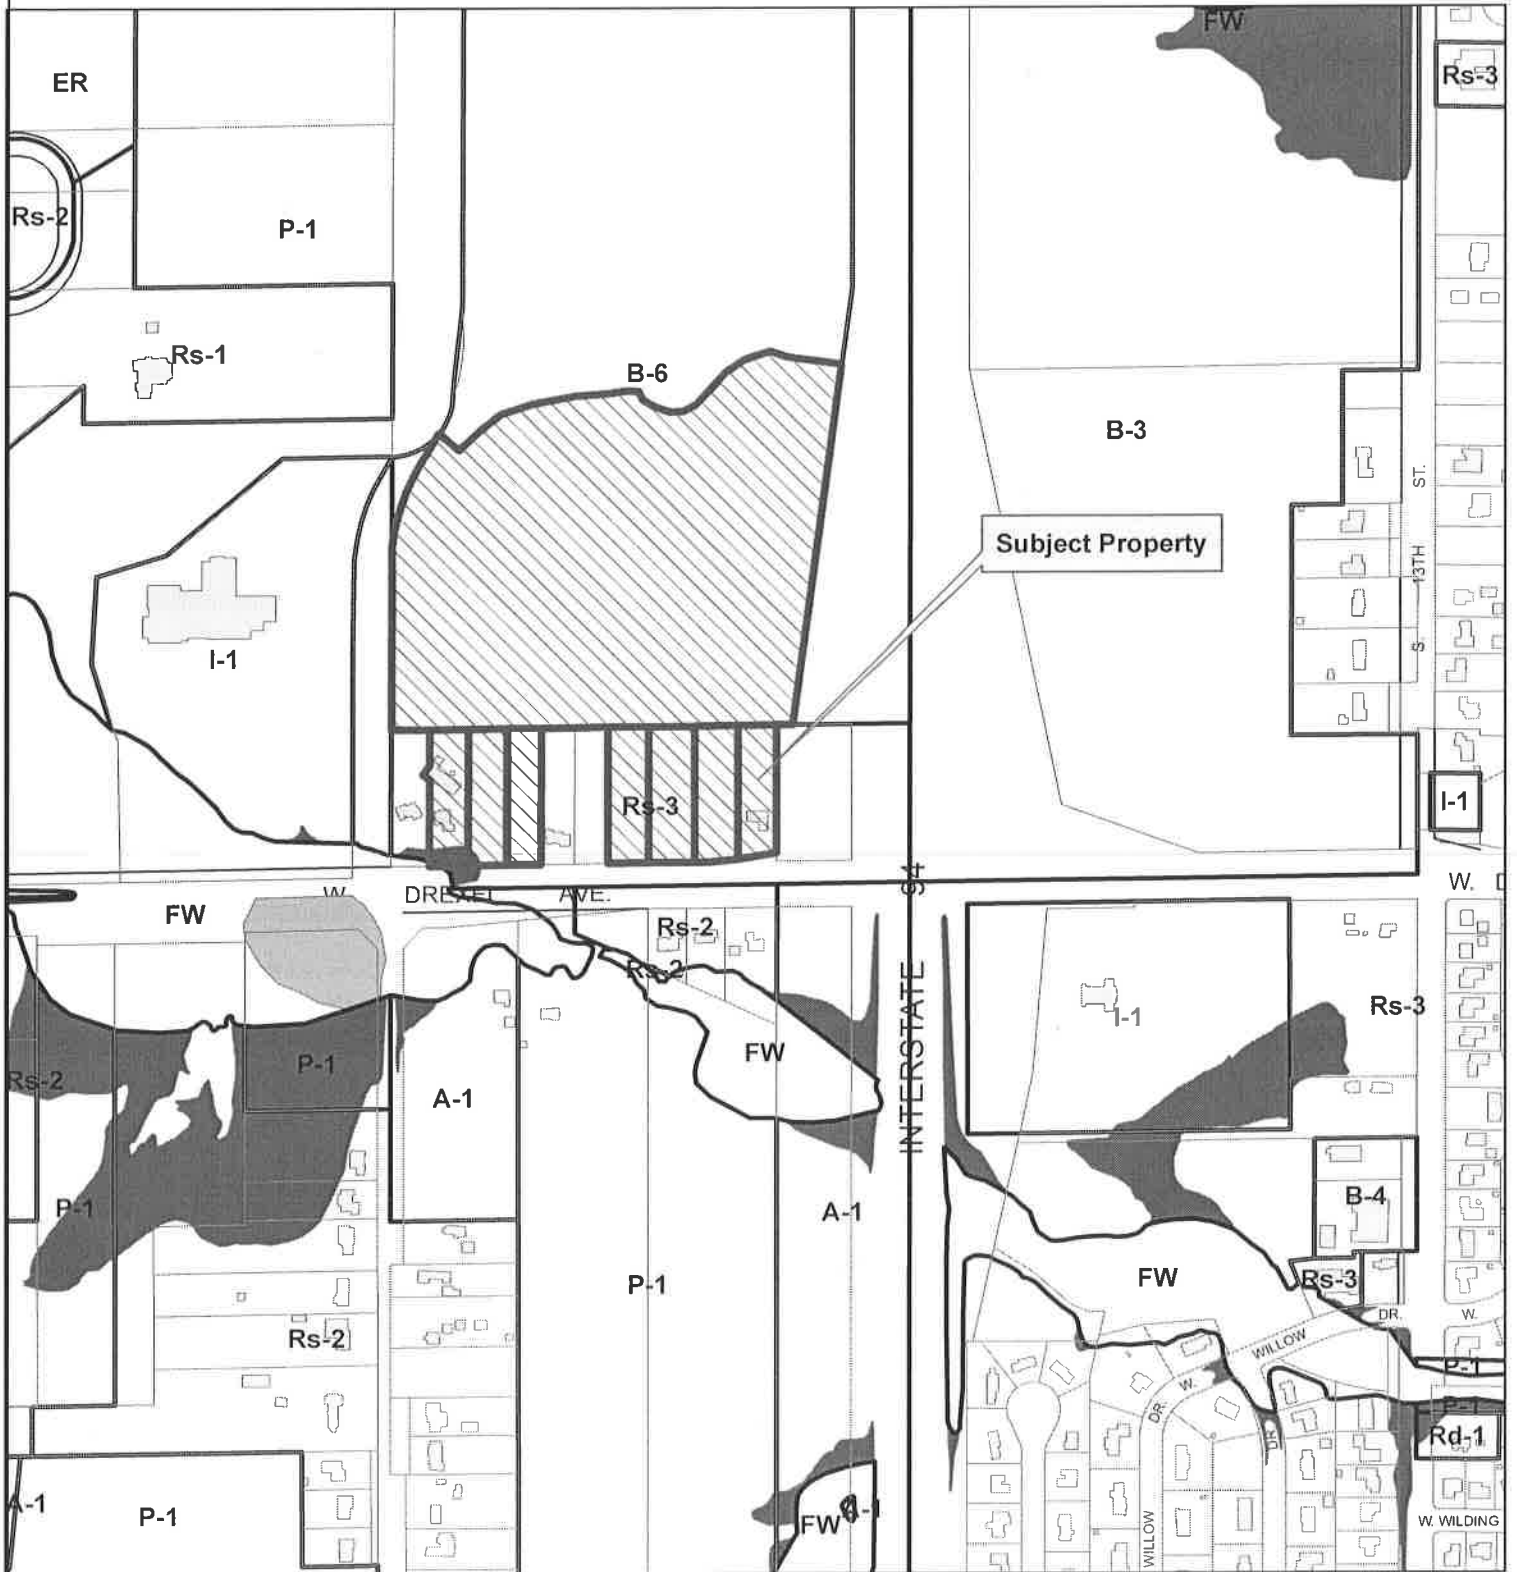 FW
ER
Rs-3
Rs-2
P-1
Rs-1
B-6
B-3
ST.
Subject Property
13TH
S.
I-1
Rs-3
I-1
94
W. DREXEL AVE.
W.
FW
Rs-2
Rs-2
INTERSTATE
Rs-3
I-1
FW
P-1
Rs-2
A-1
P-1
A-1
B-4
P-1
FW
Rs-3
DR.
W.
Rs-2
WILLOW
P-1
W.
DR.
P-1
DR.
Rd-1
A-1
P-1
FW
A-1
W. WILDING
WILLOW